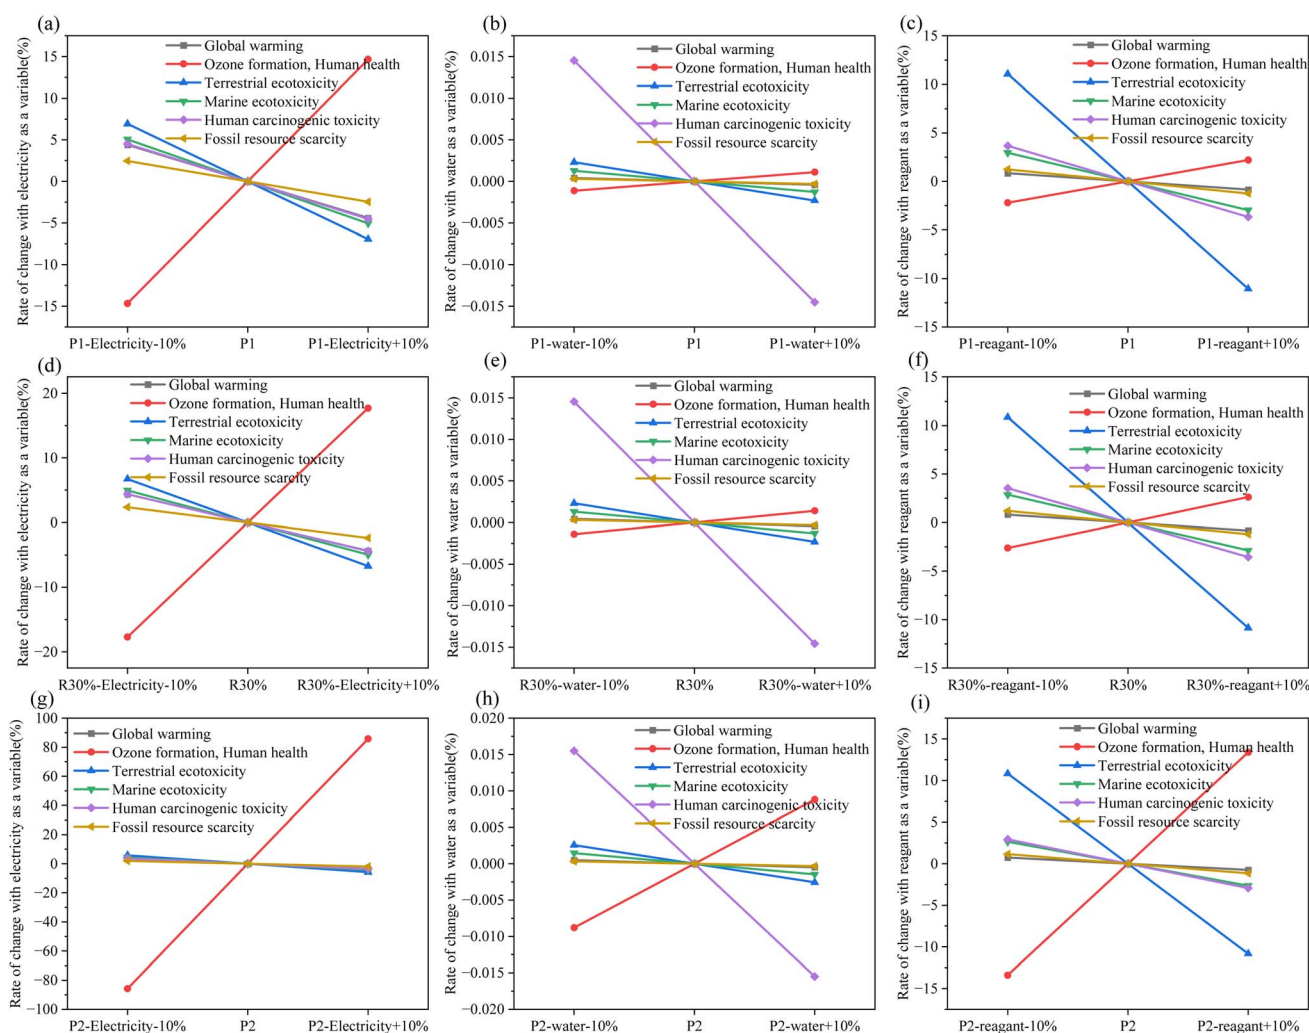 (a)
Rate of change with electricity as a variable(%)
15
10
5
0
−5
−10
−15
Global warming
Ozone formation, Human health
Terrestrial ecotoxicity
Marine ecotoxicity
Human carcinogenic toxicity
Fossil resource scarcity
P1-Electricity-10%
P1
P1-Electricity+10%
(b)
Rate of change with water as a variable(%)
0.015
0.010
0.005
0.000
−0.005
−0.010
−0.015
Global warming
Ozone formation, Human health
Terrestrial ecotoxicity
Marine ecotoxicity
Human carcinogenic toxicity
Fossil resource scarcity
P1-water-10%
P1
P1-water+10%
(c)
Rate of change with reagent as a variable(%)
15
10
5
0
−5
−10
−15
Global warming
Ozone formation, Human health
Terrestrial ecotoxicity
Marine ecotoxicity
Human carcinogenic toxicity
Fossil resource scarcity
P1-reagant-10%
P1
P1-reagant+10%
(d)
Rate of change with electricity as a variable(%)
20
10
0
−10
−20
Global warming
Ozone formation, Human health
Terrestrial ecotoxicity
Marine ecotoxicity
Human carcinogenic toxicity
Fossil resource scarcity
R30%-Electricity-10%
R30%
R30%-Electricity+10%
(e)
Rate of change with water as a variable(%)
0.015
0.010
0.005
0.000
−0.005
−0.010
−0.015
Global warming
Ozone formation, Human health
Terrestrial ecotoxicity
Marine ecotoxicity
Human carcinogenic toxicity
Fossil resource scarcity
R30%-water-10%
R30%
R30%-water+10%
(f)
Rate of change with reagant as a variable(%)
15
10
5
0
−5
−10
−15
Global warming
Ozone formation, Human health
Terrestrial ecotoxicity
Marine ecotoxicity
Human carcinogenic toxicity
Fossil resource scarcity
R30%-reagant-10%
R30%
R30%-reagant+10%
(g)
Rate of change with electricity as a variable(%)
100
80
60
40
20
0
−20
−40
−60
−80
−100
Global warming
Ozone formation, Human health
Terrestrial ecotoxicity
Marine ecotoxicity
Human carcinogenic toxicity
Fossil resource scarcity
P2-Electricity-10%
P2
P2-Electricity+10%
(h)
Rate of change with water as a variable(%)
0.020
0.015
0.010
0.005
0.000
−0.005
−0.010
−0.015
−0.020
Global warming
Ozone formation, Human health
Terrestrial ecotoxicity
Marine ecotoxicity
Human carcinogenic toxicity
Fossil resource scarcity
P2-water-10%
P2
P2-water+10%
(i)
Rate of change with reagant as a variable(%)
15
10
5
0
−5
−10
−15
Global warming
Ozone formation, Human health
Terrestrial ecotoxicity
Marine ecotoxicity
Human carcinogenic toxicity
Fossil resource scarcity
P2-reagant-10%
P2
P2-reagant+10%